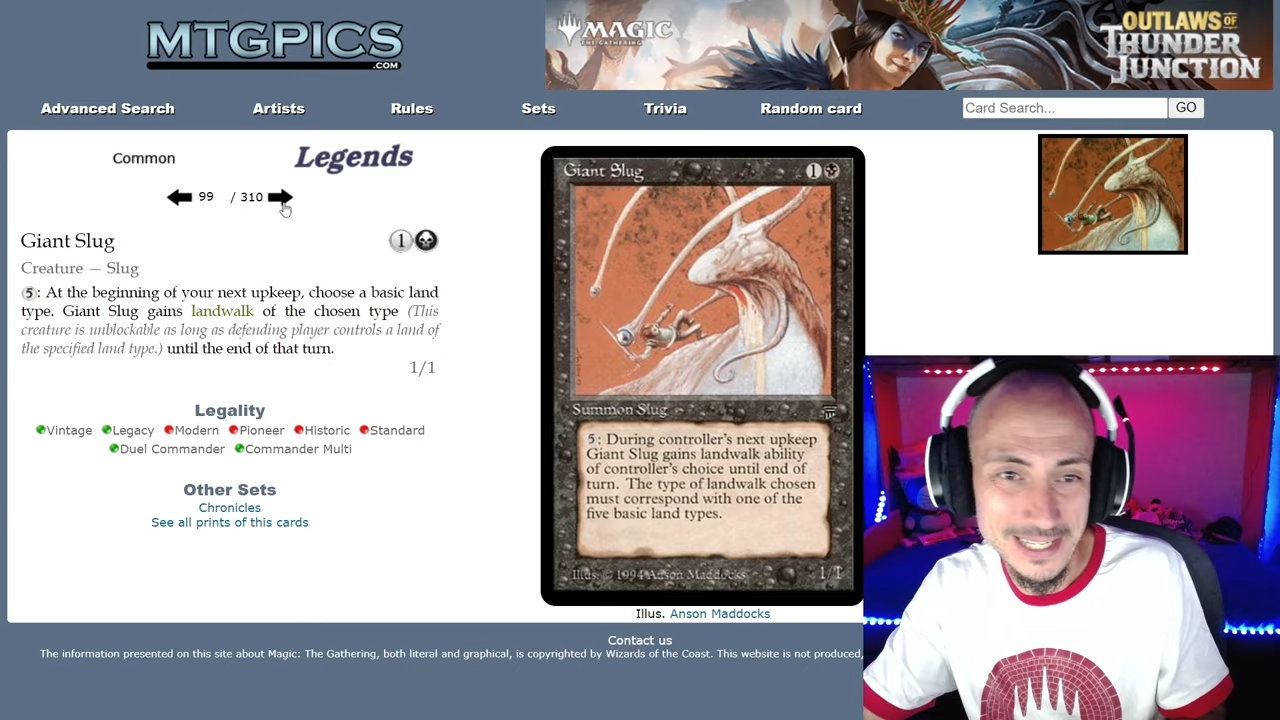 MTGPICS
.COM
MAGIC
THE GATHERING
OUTLAWS OF
THUNDER
JUNCTION
Advanced Search
Artists
Rules
Sets
Trivia
Random card
Card Search...
GO
Common
Legends
99 / 310
Giant Slug
1
Creature — Slug
5: At the beginning of your next upkeep, choose a basic land
type. Giant Slug gains landwalk of the chosen type (This
creature is unblockable as long as defending player controls a land of
the specified land type.) until the end of that turn.
1/1
Legality
Vintage Legacy Modern Pioneer Historic Standard
Duel Commander Commander Multi
Other Sets
Chronicles
See all prints of this cards
Giant Slug
1
Summon Slug
5: During controller's next upkeep
Giant Slug gains landwalk ability
of controller's choice until end of
turn. The type of landwalk chosen
must correspond with one of the
five basic land types.
Illus. © 1994 Anson Maddocks
1/1
Illus. Anson Maddocks
Contact us
The information presented on this site about Magic: The Gathering, both literal and graphical, is copyrighted by Wizards of the Coast. This website is not produced,